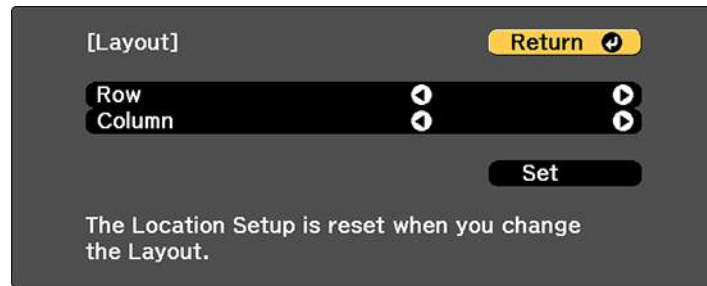 [Layout]
Return
Row
Column
Set
The Location Setup is reset when you change
the Layout.